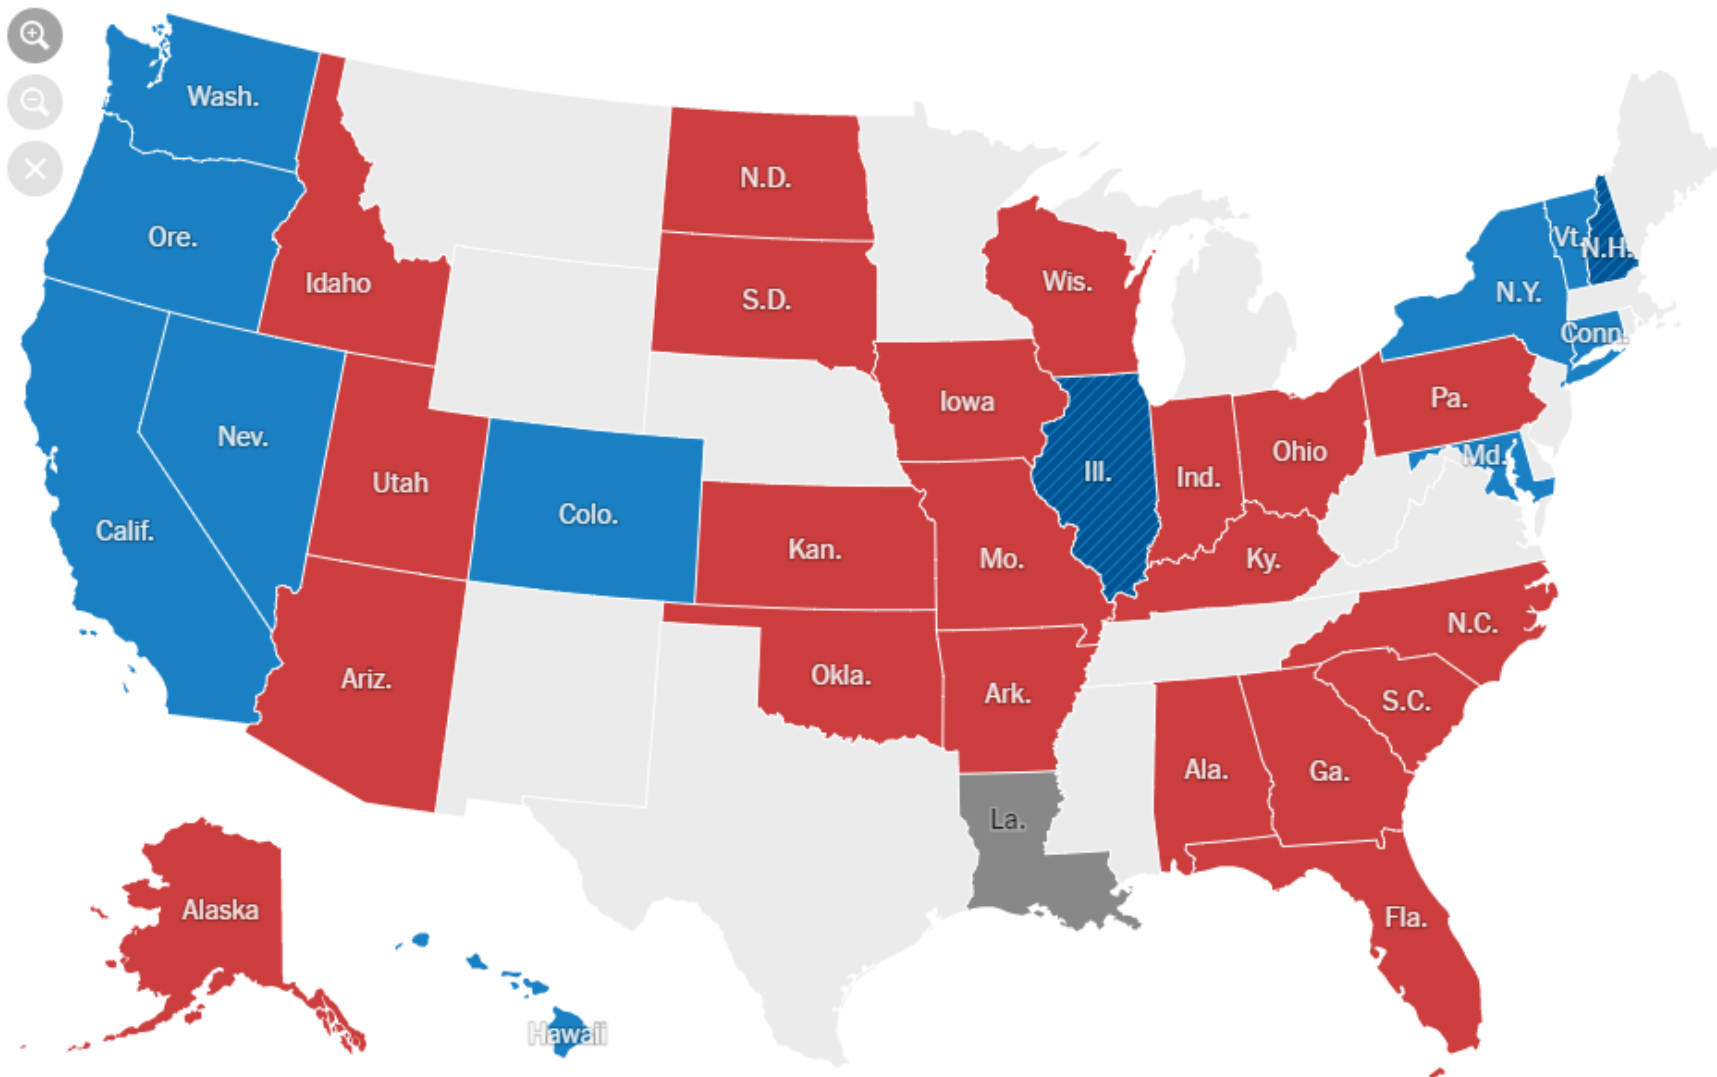 Wash.
Ore.
Idaho
N.D.
S.D.
Wis.
Vt.
N.H.
N.Y.
Conn.
Iowa
Pa.
Nev.
Utah
Colo.
Ill.
Ind.
Ohio
Md.
Calif.
Kan.
Mo.
Ky.
N.C.
Ariz.
Okla.
Ark.
S.C.
Ala.
Ga.
La.
Alaska
Fla.
Hawaii